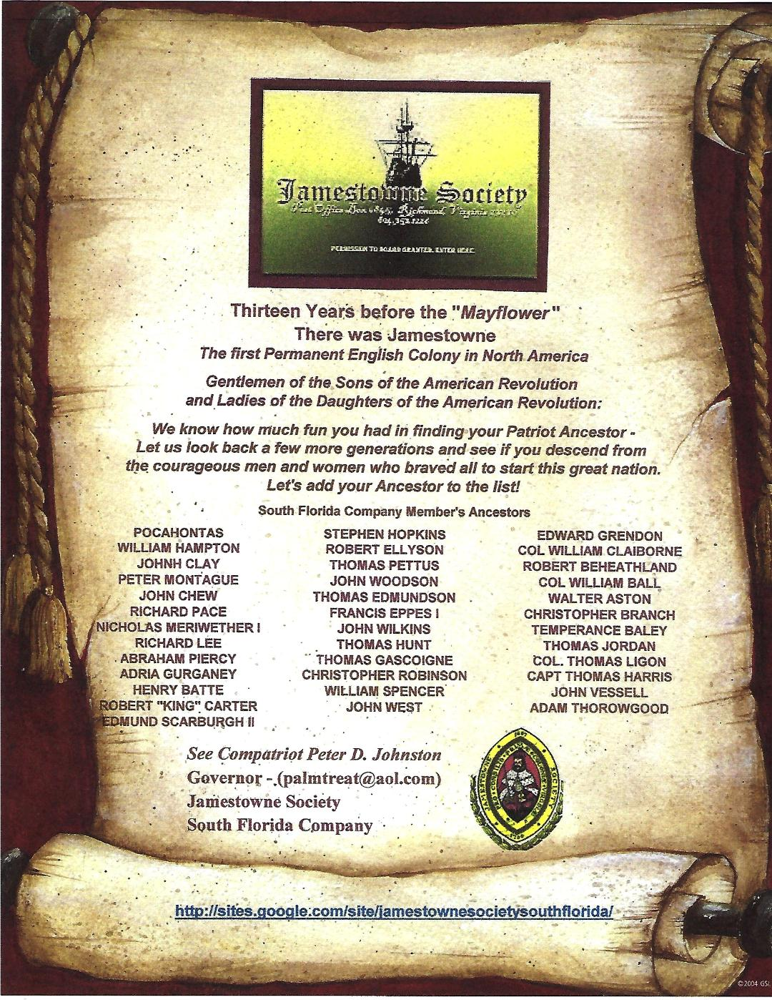 Jamestowne Society
Richmond, Virginia
PERMISSION TO BOARD GRANTED. ENTER HERE.
Thirteen Years before the "Mayflower"
There was Jamestowne
The first Permanent English Colony in North America
Gentlemen of the Sons of the American Revolution
and Ladies of the Daughters of the American Revolution:
We know how much fun you had in finding your Patriot Ancestor -
Let us look back a few more generations and see if you descend from
the courageous men and women who braved all to start this great nation.
Let's add your Ancestor to the list!
South Florida Company Member's Ancestors
POCAHONTAS
WILLIAM HAMPTON
JOHNH CLAY
PETER MONTAGUE
JOHN CHEW
RICHARD PACE
NICHOLAS MERIWETHER I
RICHARD LEE
ABRAHAM PIERCY
ADRIA GURGANEY
HENRY BATTE
ROBERT "KING" CARTER
EDMUND SCARBURGH II
STEPHEN HOPKINS
ROBERT ELLYSON
THOMAS PETTUS
JOHN WOODSON
THOMAS EDMUNDSON
FRANCIS EPPES I
JOHN WILKINS
THOMAS HUNT
THOMAS GASCOIGNE
CHRISTOPHER ROBINSON
WILLIAM SPENCER
JOHN WEST
EDWARD GRENDON
COL WILLIAM CLAIBORNE
ROBERT BEHEATHLAND
COL WILLIAM BALL
WALTER ASTON
CHRISTOPHER BRANCH
TEMPERANCE BALEY
THOMAS JORDAN
COL. THOMAS LIGON
CAPT THOMAS HARRIS
JOHN VESSELL
ADAM THOROWGOOD
See Compatriot Peter D. Johnston
Governor - (palmtreat@aol.com)
Jamestowne Society
South Florida Company
1607
JAMESTOWNE SOCIETY
http://sites.google.com/site/jamestownesocietysouthflorida/
©2004 GSI